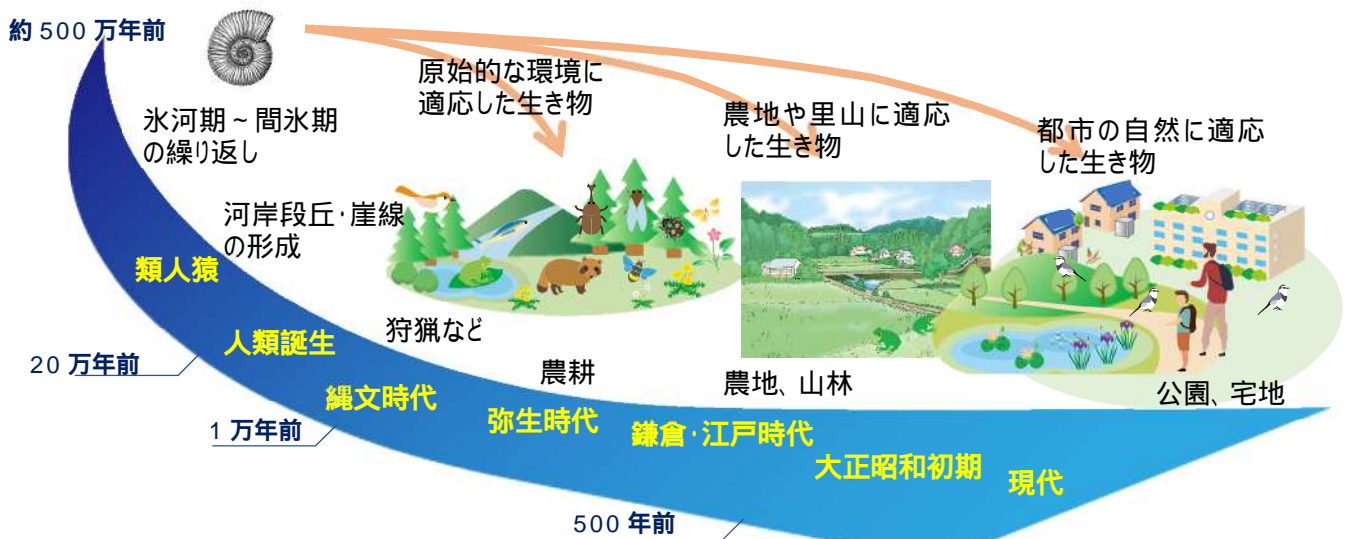 約 500 万年前
氷河期 ~ 間氷期
の繰り返し
原始的な環境に
適応した生き物
農地や里山に適応
した生き物
都市の自然に適応
した生き物
河岸段丘・崖線
の形成
類人猿
狩猟など
人類誕生
20 万年前
農耕
農地、山林
公園、宅地
縄文時代
弥生時代
1 万年前
鎌倉・江戸時代
大正昭和初期
現代
500 年前